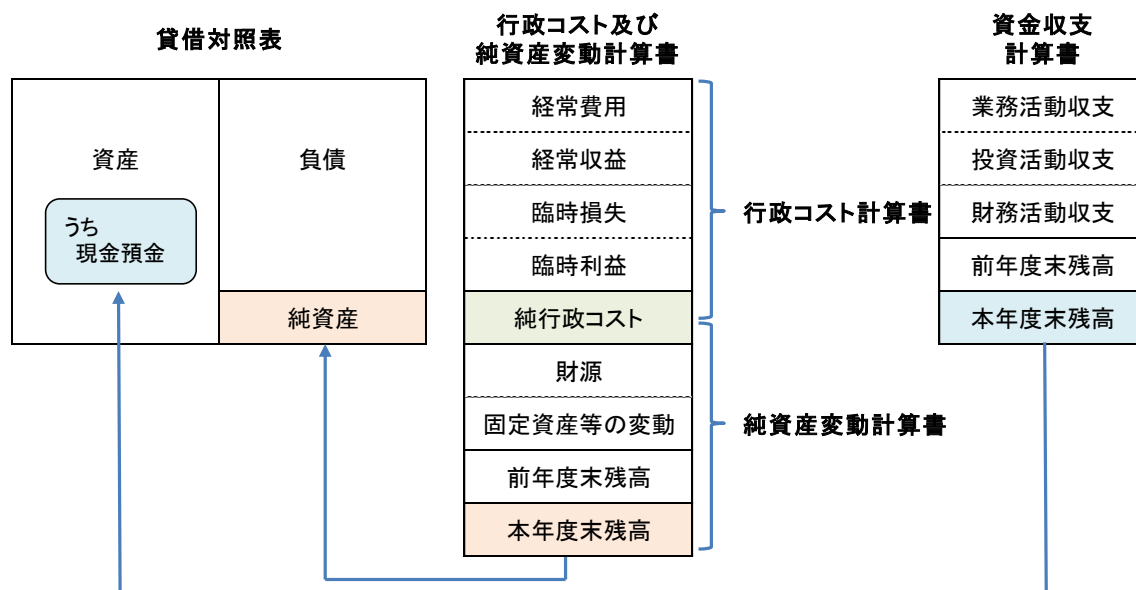 貸借対照表
資産
うち
現金預金
負債
純資産
行政コスト及び
純資産変動計算書
経常費用
経常収益
臨時損失
臨時利益
純行政コスト
財源
固定資産等の変動
前年度末残高
本年度末残高
行政コスト計算書
純資産変動計算書
資金収支
計算書
業務活動収支
投資活動収支
財務活動収支
前年度末残高
本年度末残高